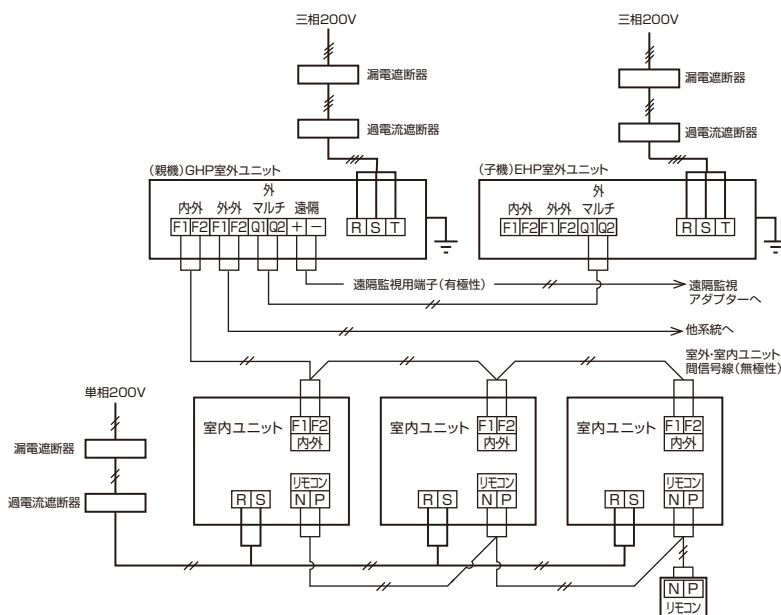 三相200V
三相200V
漏電遮断器
漏電遮断器
過電流遮断器
過電流遮断器
(親機)GHP室外ユニット
(子機)EHP室外ユニット
外
外
内・外 外・外 マルチ 遠隔
内・外 外・外 マルチ
F1 F2 F1 F2 Q1 Q2 + −
R S T
F1 F2 F1 F2 Q1 Q2
R S T
遠隔監視用端子(有極性)
遠隔監視
アダプターへ
他系統へ
室外・室内ユニット
間信号線(無極性)
単相200V
漏電遮断器
過電流遮断器
室内ユニット
F1 F2
内・外
リモコン
R S
N P
室内ユニット
F1 F2
内・外
リモコン
R S
N P
室内ユニット
F1 F2
内・外
リモコン
R S
N P
N P
リモコン